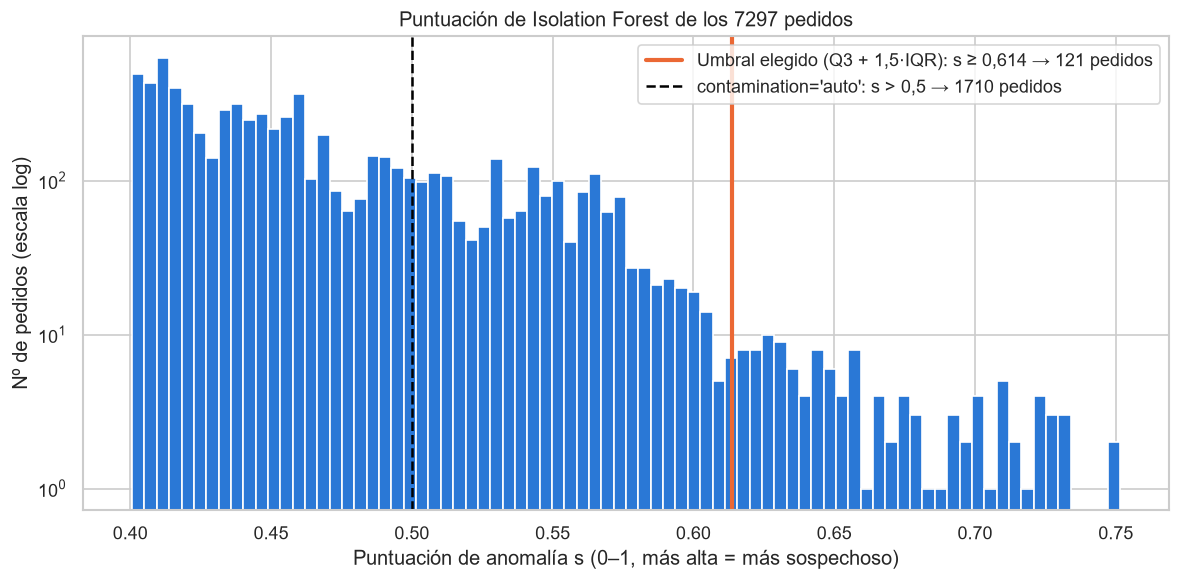 Puntuación de Isolation Forest de los 7297 pedidos
Umbral elegido (Q3 + 1,5·IQR): s ≥ 0,614 → 121 pedidos
contamination='auto': s > 0,5 → 1710 pedidos
Nº de pedidos (escala log)
10²
10¹
10⁰
0.40 0.45 0.50 0.55 0.60 0.65 0.70 0.75
Puntuación de anomalía s (0–1, más alta = más sospechoso)